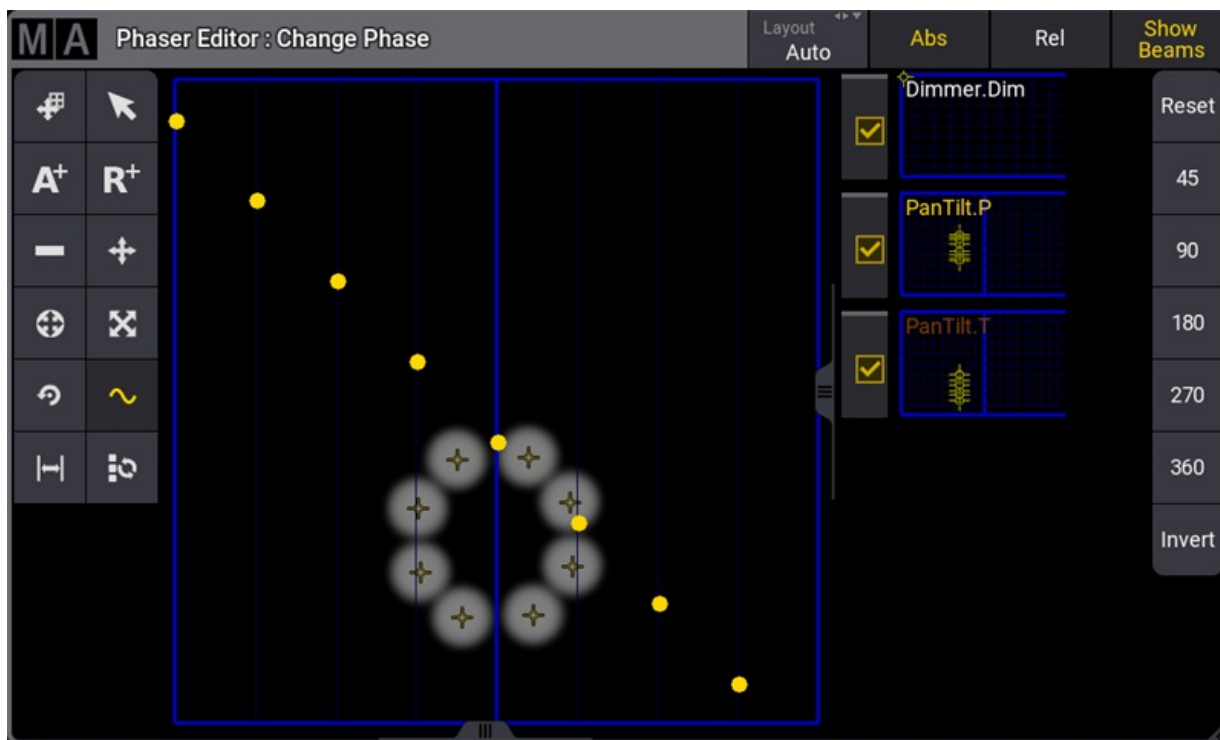 MA Phaser Editor : Change Phase
Layout
Auto
Abs
Rel
Show
Beams
A+
R+
Dimmer.Dim
PanTilt.P
PanTilt.T
Reset
45
90
180
270
360
Invert